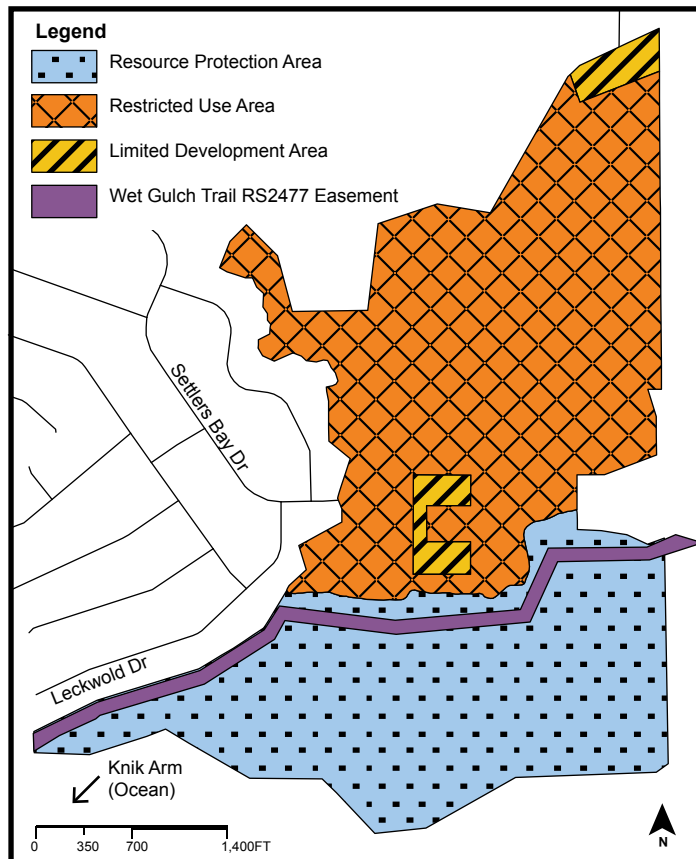 Legend
Resource Protection Area
Restricted Use Area
Limited Development Area
Wet Gulch Trail RS2477 Easement
Settlers Bay Dr
Leckwold Dr
Knik Arm
(Ocean)
0 350 700 1,400FT
N